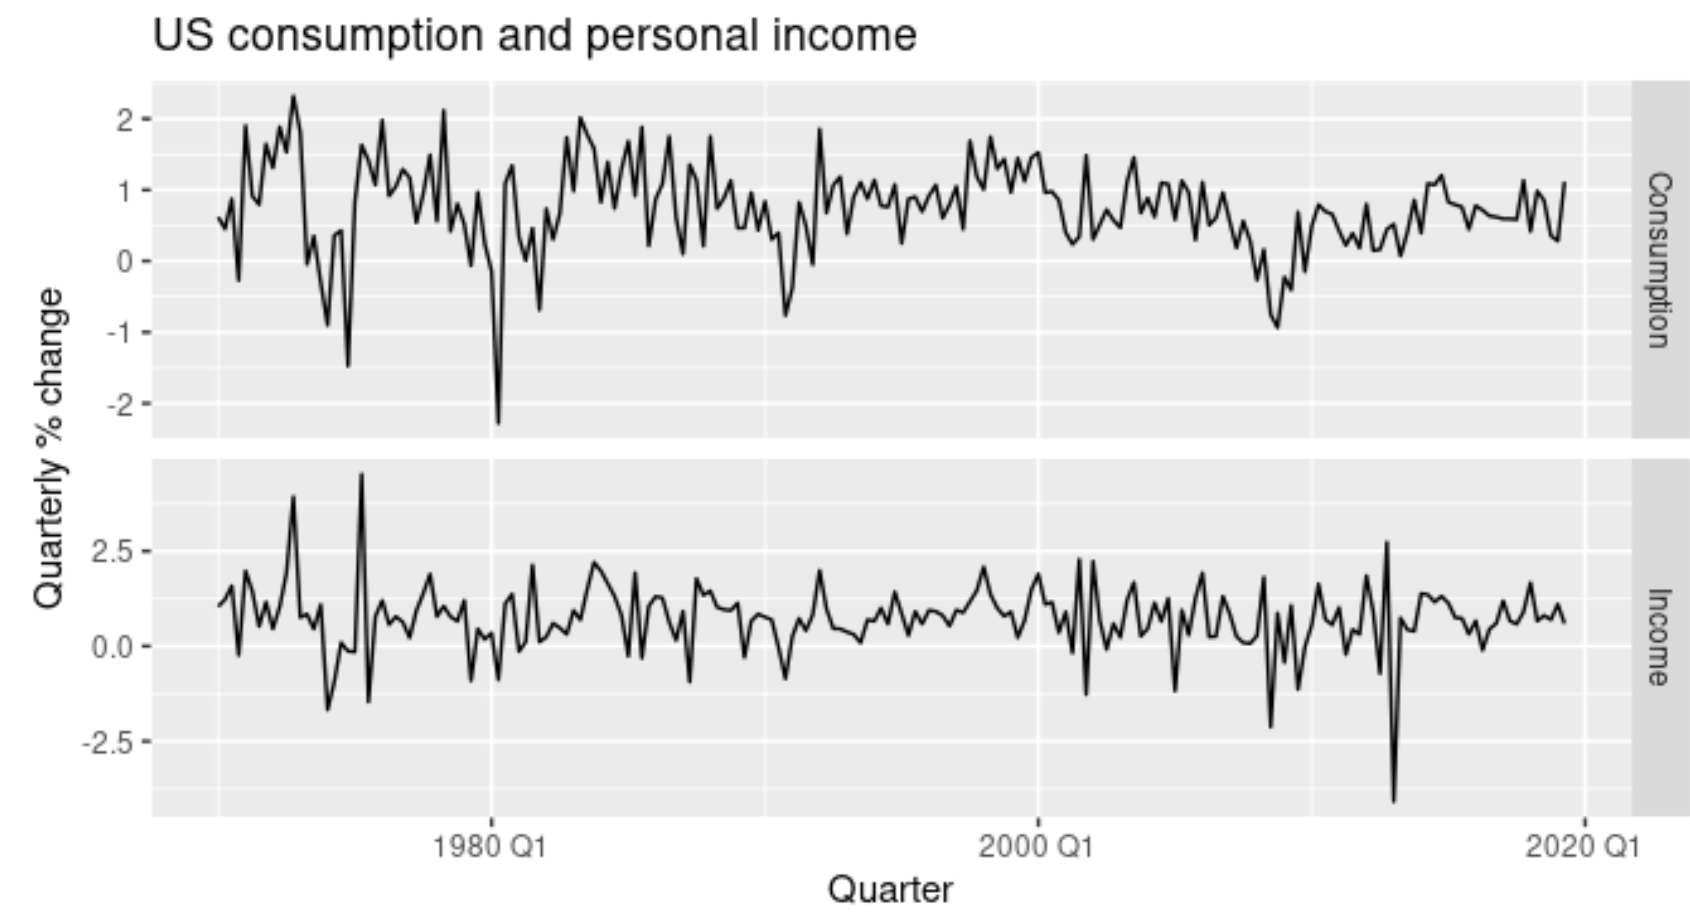 US consumption and personal income
Quarterly % change
2
1
0
-1
-2
Consumption
2.5
0.0
-2.5
Income
1980 Q1
2000 Q1
2020 Q1
Quarter